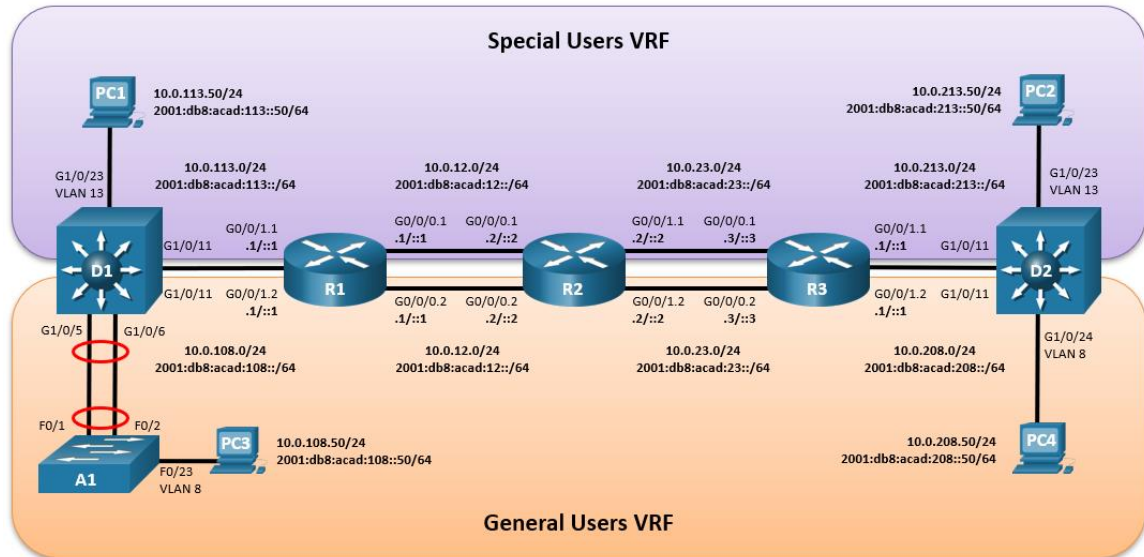 Special Users VRF
PC1
10.0.113.50/24
2001:db8:acad:113::50/64
10.0.213.50/24
2001:db8:acad:213::50/64
PC2
G1/0/23
VLAN 13
10.0.113.0/24
2001:db8:acad:113::/64
10.0.12.0/24
2001:db8:acad:12::/64
10.0.23.0/24
2001:db8:acad:23::/64
10.0.213.0/24
2001:db8:acad:213::/64
G1/0/23
VLAN 13
G1/0/11
G0/0/1.1
.1/::1
G0/0/0.1
.1/::1
G0/0/0.1
.2/::2
G0/0/1.1
.2/::2
G0/0/0.1
.3/::3
G0/0/1.1
.1/::1
G1/0/11
D1
R1
R2
R3
D2
G1/0/11
G0/0/1.2
.1/::1
G0/0/0.2
.1/::1
G0/0/0.2
.2/::2
G0/0/1.2
.2/::2
G0/0/0.2
.3/::3
G0/0/1.2
.1/::1
G1/0/11
G1/0/5
G1/0/6
10.0.108.0/24
2001:db8:acad:108::/64
10.0.12.0/24
2001:db8:acad:12::/64
10.0.23.0/24
2001:db8:acad:23::/64
10.0.208.0/24
2001:db8:acad:208::/64
G1/0/24
VLAN 8
F0/1
F0/2
A1
F0/23
VLAN 8
PC3
10.0.108.50/24
2001:db8:acad:108::50/64
10.0.208.50/24
2001:db8:acad:208::50/64
PC4
General Users VRF